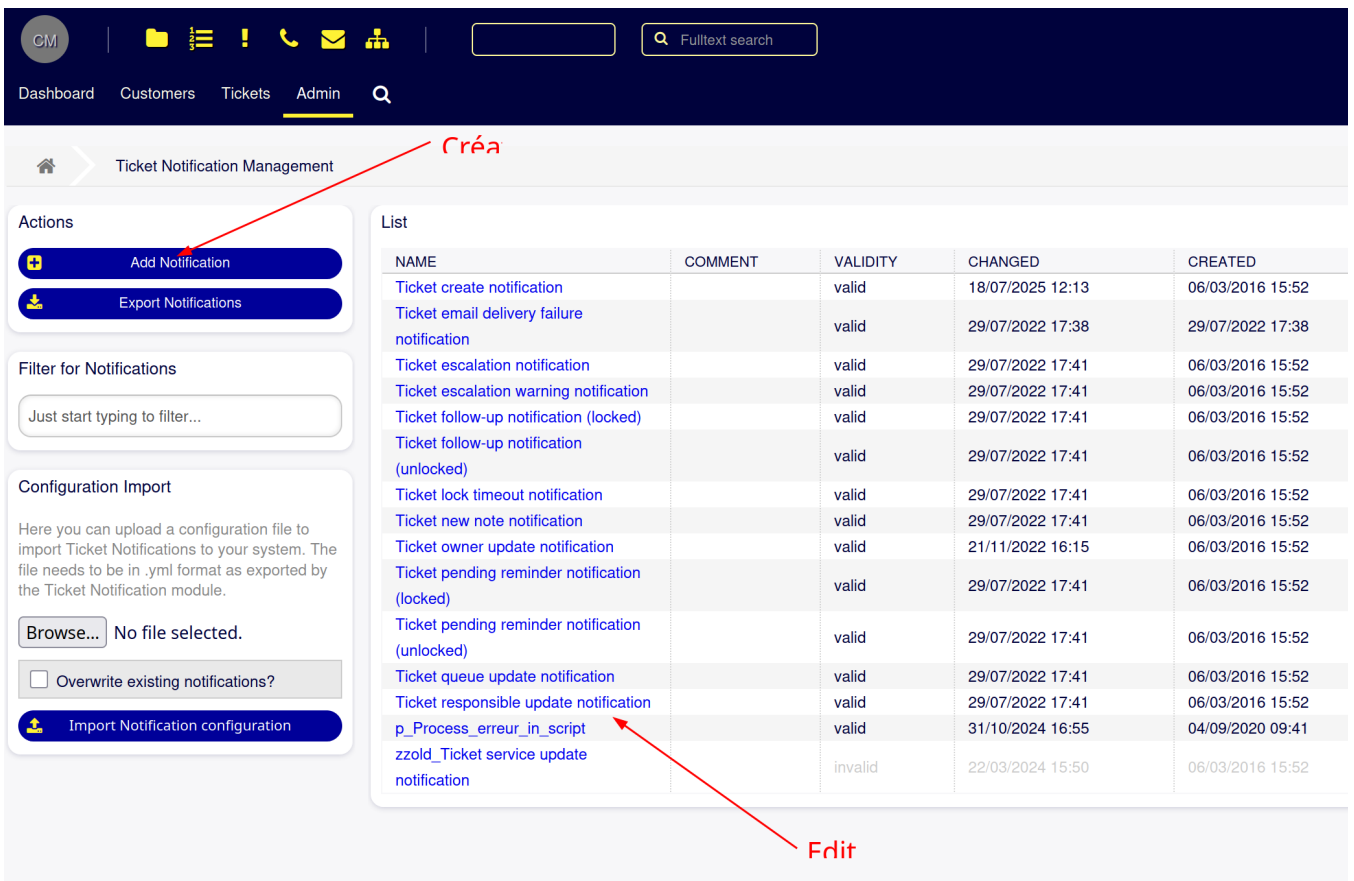 CM
Fulltext search
Dashboard Customers Tickets Admin
Créa
Ticket Notification Management
Actions
Add Notification
Export Notifications
Filter for Notifications
Just start typing to filter...
Configuration Import
Here you can upload a configuration file to
import Ticket Notifications to your system. The
file needs to be in .yml format as exported by
the Ticket Notification module.
Browse... No file selected.
Overwrite existing notifications?
Import Notification configuration
List
NAME COMMENT VALIDITY CHANGED CREATED
Ticket create notification valid 18/07/2025 12:13 06/03/2016 15:52
Ticket email delivery failure
notification valid 29/07/2022 17:38 29/07/2022 17:38
Ticket escalation notification valid 29/07/2022 17:41 06/03/2016 15:52
Ticket escalation warning notification valid 29/07/2022 17:41 06/03/2016 15:52
Ticket follow-up notification (locked) valid 29/07/2022 17:41 06/03/2016 15:52
Ticket follow-up notification
(unlocked) valid 29/07/2022 17:41 06/03/2016 15:52
Ticket lock timeout notification valid 29/07/2022 17:41 06/03/2016 15:52
Ticket new note notification valid 29/07/2022 17:41 06/03/2016 15:52
Ticket owner update notification valid 21/11/2022 16:15 06/03/2016 15:52
Ticket pending reminder notification
(locked) valid 29/07/2022 17:41 06/03/2016 15:52
Ticket pending reminder notification
(unlocked) valid 29/07/2022 17:41 06/03/2016 15:52
Ticket queue update notification valid 29/07/2022 17:41 06/03/2016 15:52
Ticket responsible update notification valid 29/07/2022 17:41 06/03/2016 15:52
p_Process_erreur_in_script valid 31/10/2024 16:55 04/09/2020 09:41
zzold_Ticket service update
notification invalid 22/03/2024 15:50 06/03/2016 15:52
Edit